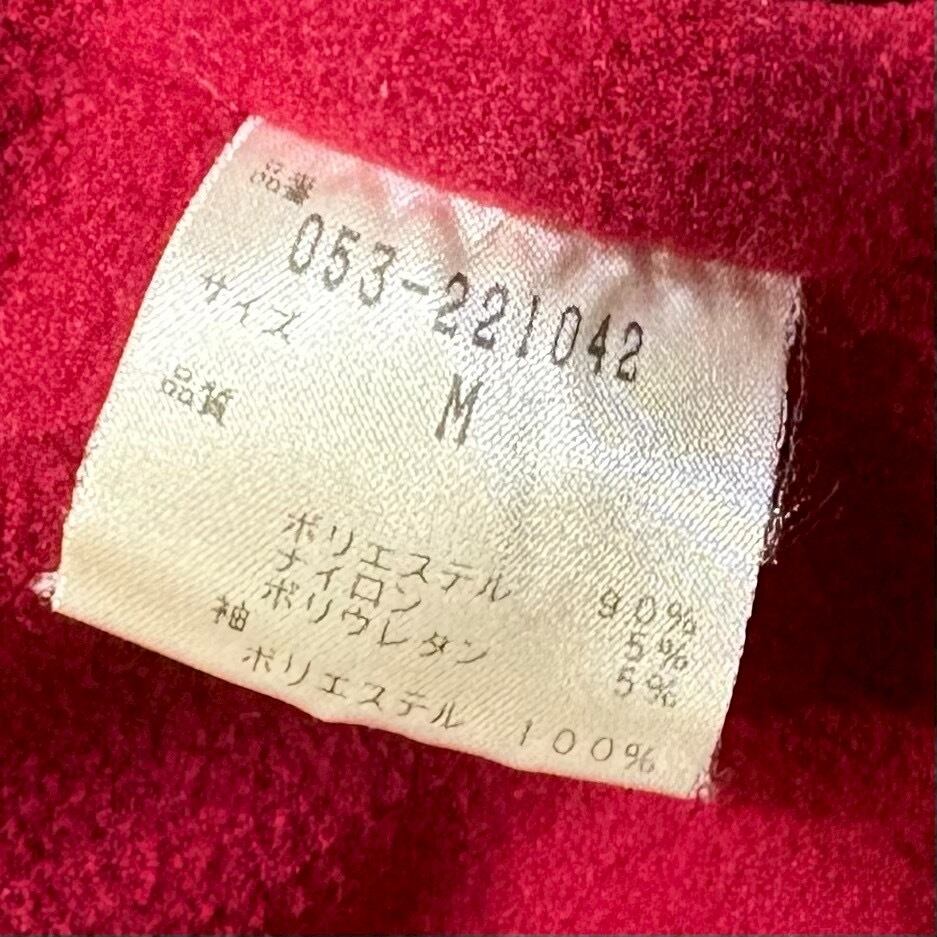 品番
053-221042
サイズ
M
品質
ポリエステル 90%
ナイロン 5%
ポリウレタン 5%
袖
ポリエステル 100%